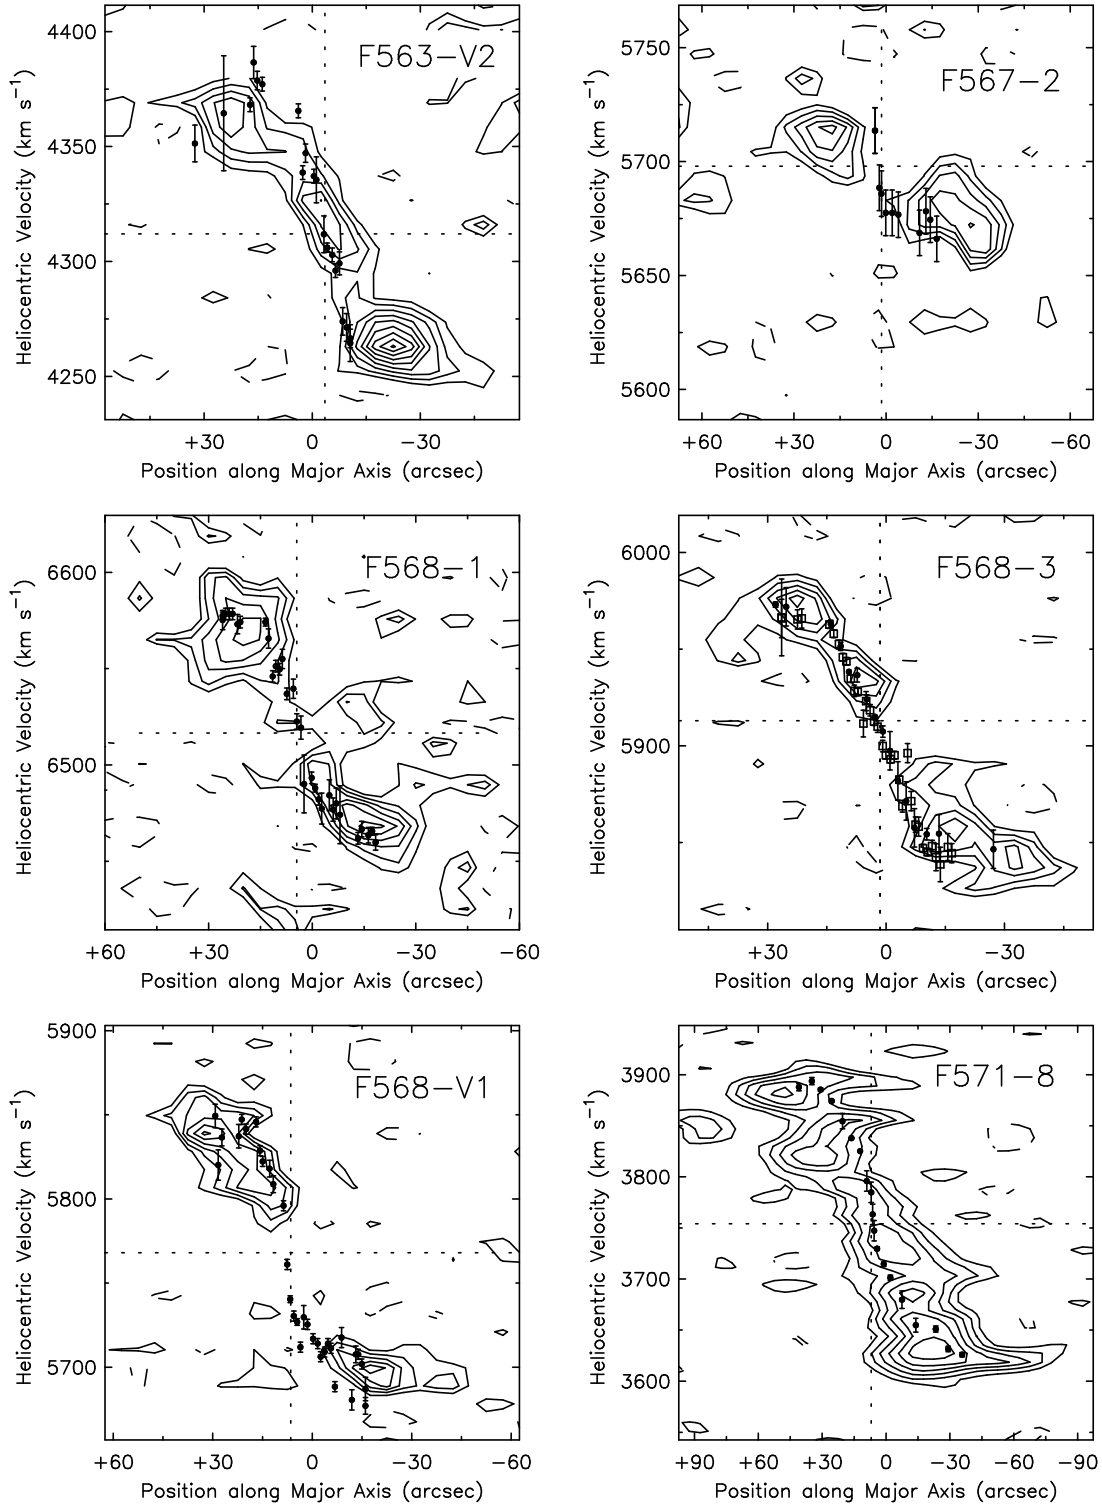 F563-V2
Heliocentric Velocity (km s⁻¹)
4400
4350
4300
4250
+30 0 -30
Position along Major Axis (arcsec)
F567-2
Heliocentric Velocity (km s⁻¹)
5750
5700
5650
5600
+60 +30 0 -30 -60
Position along Major Axis (arcsec)
F568-1
Heliocentric Velocity (km s⁻¹)
6600
6500
+60 +30 0 -30 -60
Position along Major Axis (arcsec)
F568-3
Heliocentric Velocity (km s⁻¹)
6000
5900
+30 0 -30
Position along Major Axis (arcsec)
F568-V1
Heliocentric Velocity (km s⁻¹)
5900
5800
5700
+60 +30 0 -30 -60
Position along Major Axis (arcsec)
F571-8
Heliocentric Velocity (km s⁻¹)
3900
3800
3700
3600
+90 +60 +30 0 -30 -60 -90
Position along Major Axis (arcsec)